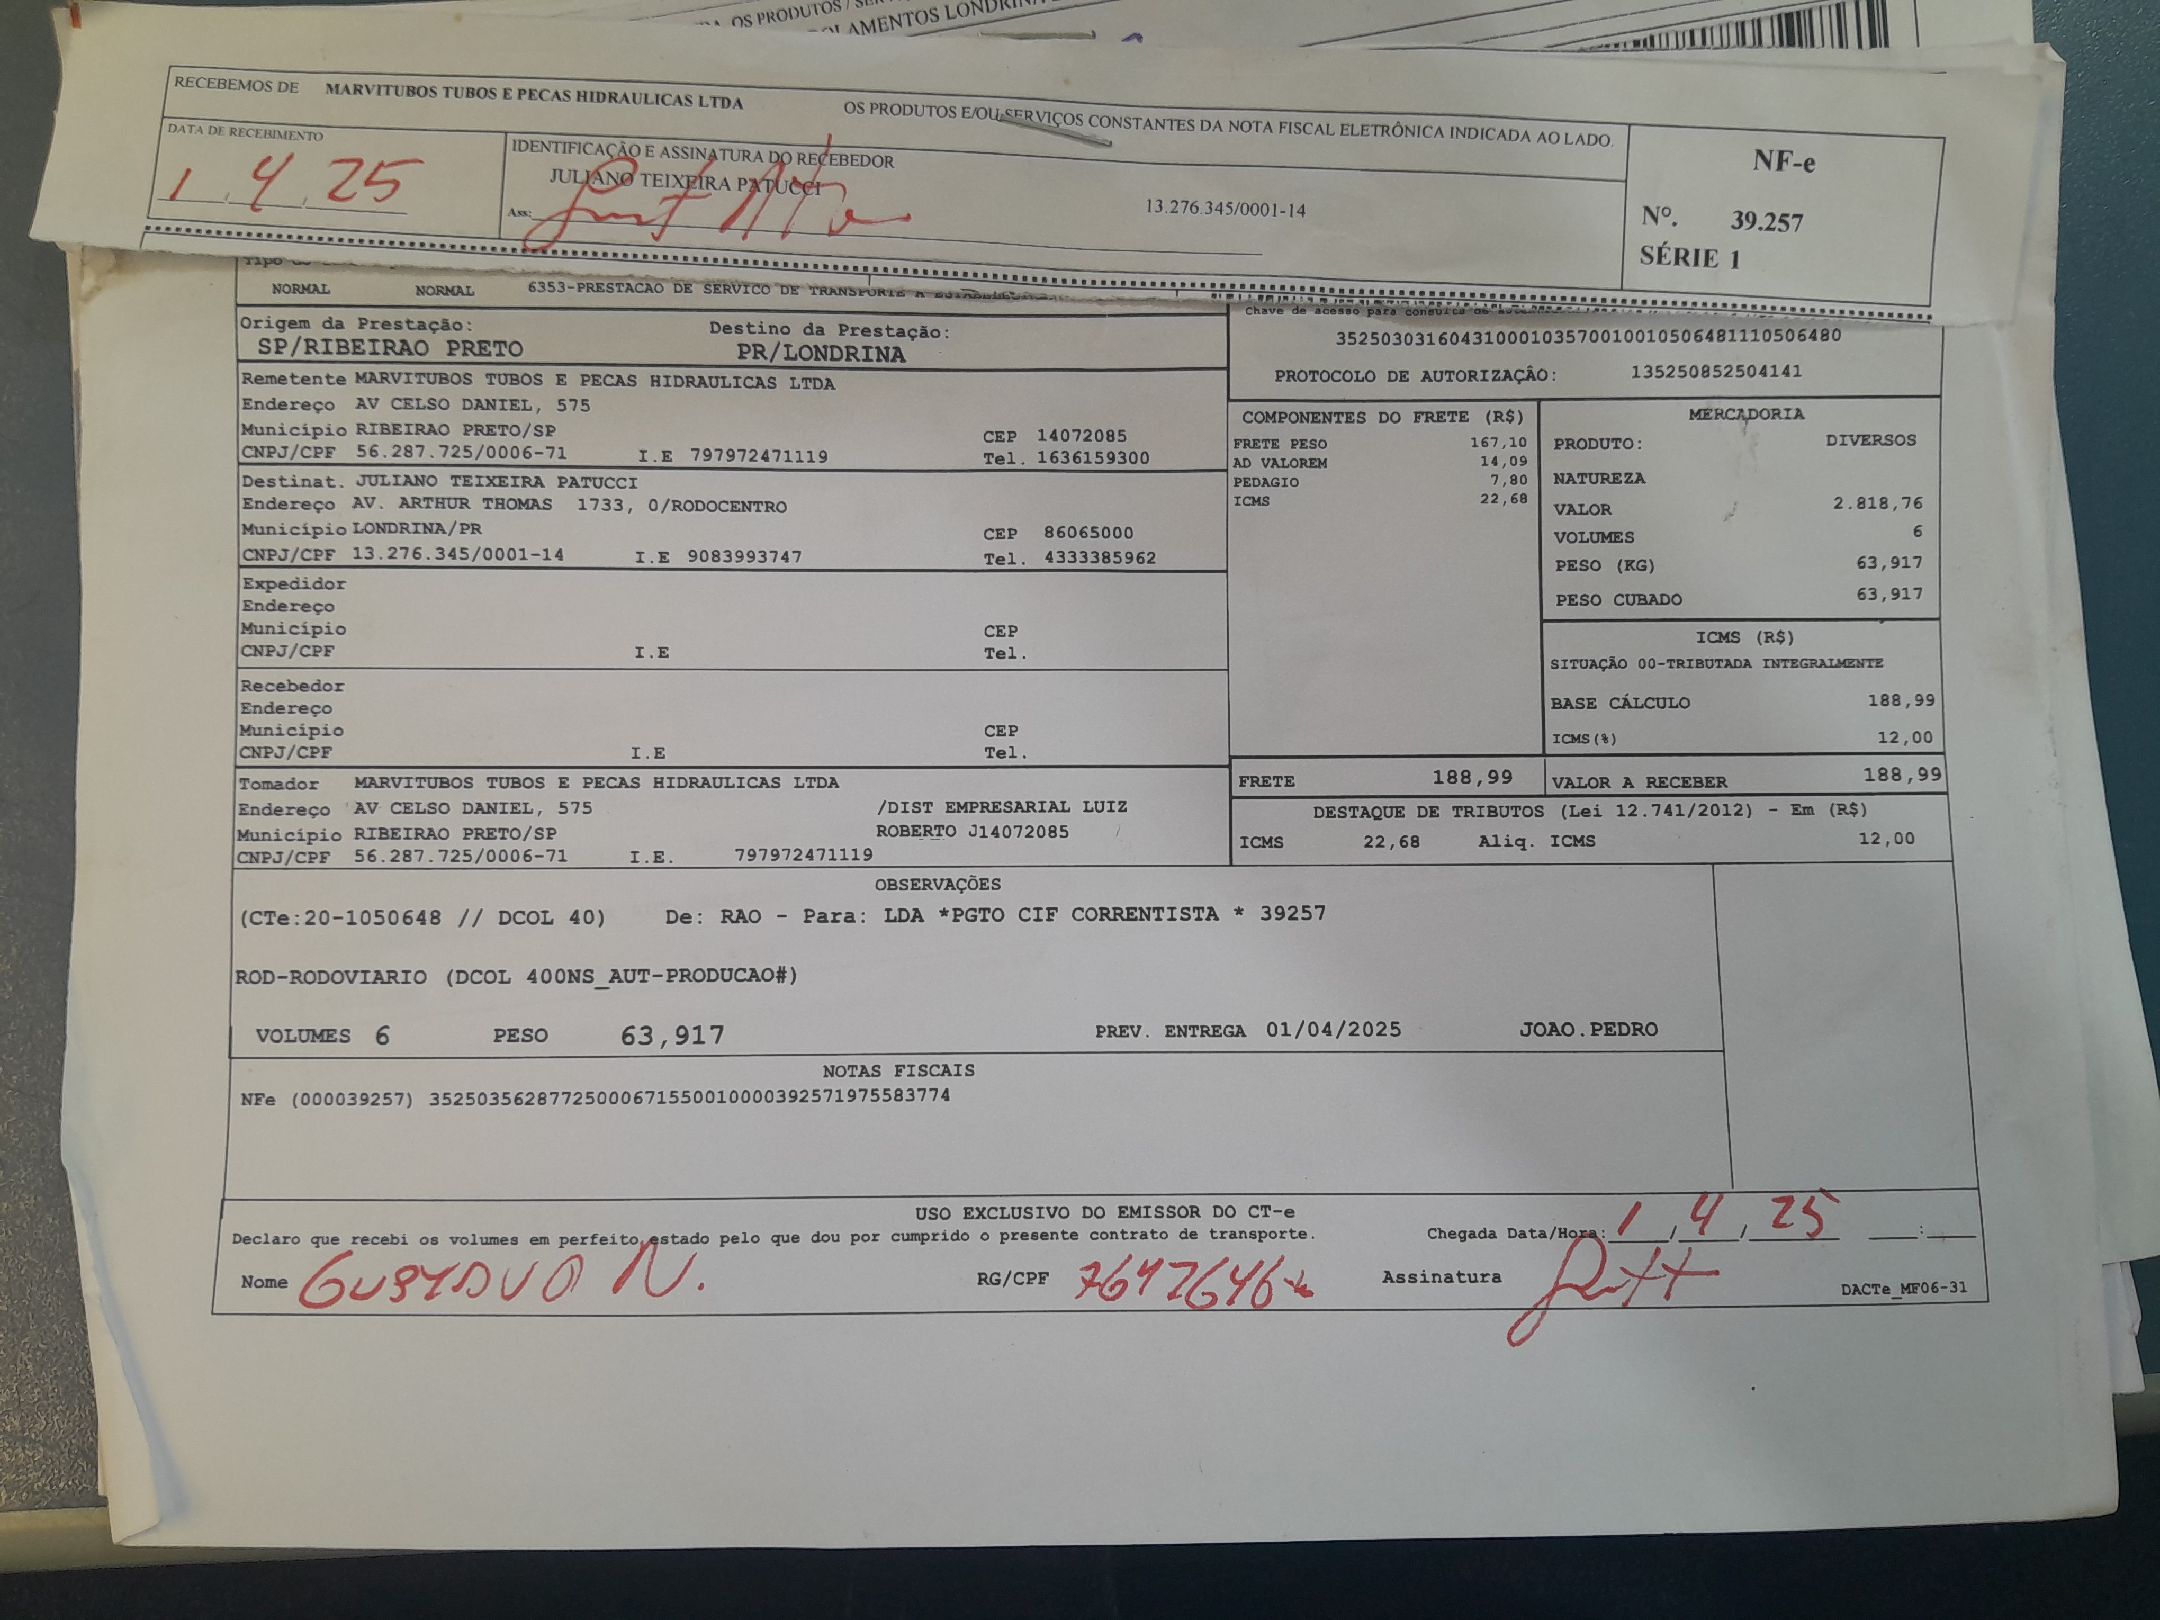 OS PRODUTOS / SER
OLAMENTOS LONDRINA
RECEBEMOS DE MARVITUBOS TUBOS E PECAS HIDRAULICAS LTDA OS PRODUTOS E/OU SERVIÇOS CONSTANTES DA NOTA FISCAL ELETRÔNICA INDICADA AO LADO.
DATA DE RECEBIMENTO IDENTIFICAÇÃO E ASSINATURA DO RECEBEDOR NF-e
1 4 25 JULIANO TEIXEIRA PATUCCI
Ass: 13.276.345/0001-14 Nº. 39.257
SÉRIE 1
NORMAL NORMAL 6353-PRESTACAO DE SERVICO DE TRANSPORTE A
Chave de acesso para consulta de
Origem da Prestação: Destino da Prestação:
SP/RIBEIRAO PRETO PR/LONDRINA
35250303160431000103570010010506481110506480
PROTOCOLO DE AUTORIZAÇÃO: 135250852504141
Remetente MARVITUBOS TUBOS E PECAS HIDRAULICAS LTDA
Endereço AV CELSO DANIEL, 575
Município RIBEIRAO PRETO/SP CEP 14072085
CNPJ/CPF 56.287.725/0006-71 I.E 797972471119 Tel. 1636159300
Destinat. JULIANO TEIXEIRA PATUCCI
Endereço AV. ARTHUR THOMAS 1733, 0/RODOCENTRO
Município LONDRINA/PR CEP 86065000
CNPJ/CPF 13.276.345/0001-14 I.E 9083993747 Tel. 4333385962
Expedidor
Endereço
Município CEP
CNPJ/CPF I.E Tel.
Recebedor
Endereço
Município CEP
CNPJ/CPF I.E Tel.
Tomador MARVITUBOS TUBOS E PECAS HIDRAULICAS LTDA
Endereço AV CELSO DANIEL, 575 /DIST EMPRESARIAL LUIZ
Município RIBEIRAO PRETO/SP ROBERTO J14072085
CNPJ/CPF 56.287.725/0006-71 I.E. 797972471119
COMPONENTES DO FRETE (R$)
FRETE PESO 167,10
AD VALOREM 14,09
PEDAGIO 7,80
ICMS 22,68
MERCADORIA
PRODUTO: DIVERSOS
NATUREZA
VALOR 2.818,76
VOLUMES 6
PESO (KG) 63,917
PESO CUBADO 63,917
ICMS (R$)
SITUAÇÃO 00-TRIBUTADA INTEGRALMENTE
BASE CÁLCULO 188,99
ICMS(%) 12,00
FRETE 188,99 VALOR A RECEBER 188,99
DESTAQUE DE TRIBUTOS (Lei 12.741/2012) - Em (R$)
ICMS 22,68 Aliq. ICMS 12,00
OBSERVAÇÕES
(CTe:20-1050648 // DCOL 40) De: RAO - Para: LDA *PGTO CIF CORRENTISTA * 39257
ROD-RODOVIARIO (DCOL 400NS_AUT-PRODUCAO#)
VOLUMES 6 PESO 63,917 PREV. ENTREGA 01/04/2025 JOAO.PEDRO
NOTAS FISCAIS
NFe (000039257) 35250356287725000671550010000392571975583774
USO EXCLUSIVO DO EMISSOR DO CT-e
Declaro que recebi os volumes em perfeito estado pelo que dou por cumprido o presente contrato de transporte. Chegada Data/Hora: 1/4/25 :
Nome GUSTAVO N. RG/CPF Assinatura
DACTe_MF06-31